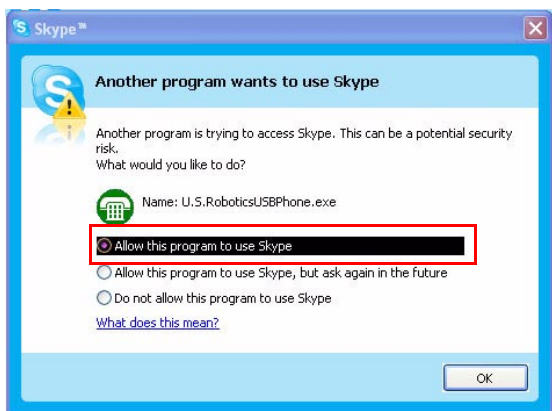 Skype™
Another program wants to use Skype
Another program is trying to access Skype. This can be a potential security
risk.
What would you like to do?
Name: U.S.RoboticsUSBPhone.exe
Allow this program to use Skype
Allow this program to use Skype, but ask again in the future
Do not allow this program to use Skype
What does this mean?
OK